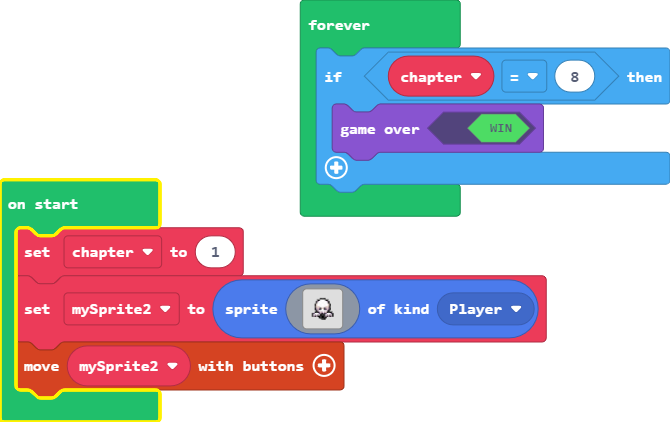 forever
if chapter = 8 then
game over WIN
on start
set chapter to 1
set mySprite2 to sprite of kind Player
move mySprite2 with buttons